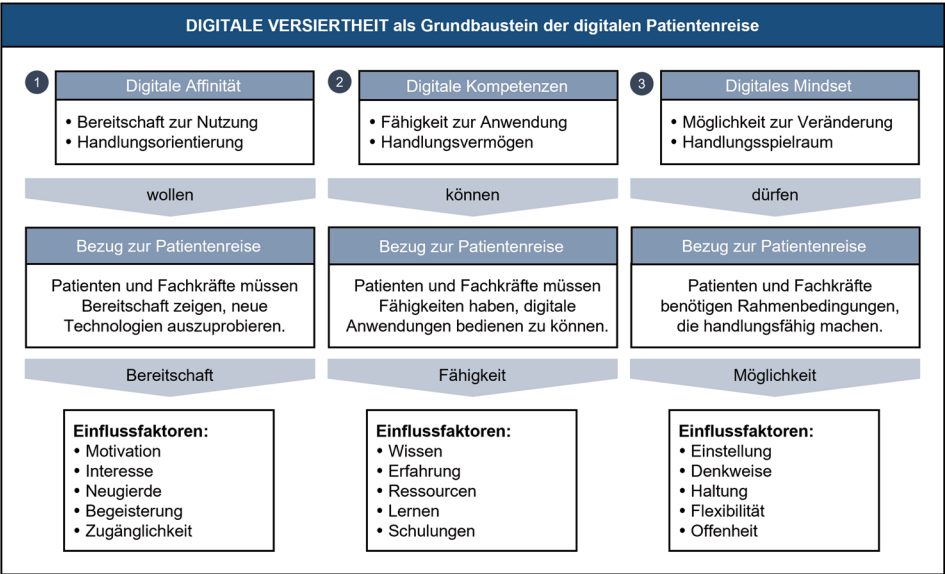 DIGITALE VERSIERTHEIT als Grundbaustein der digitalen Patientenreise
1
Digitale Affinität
• Bereitschaft zur Nutzung
• Handlungsorientierung
wollen
Bezug zur Patientenreise
Patienten und Fachkräfte müssen
Bereitschaft zeigen, neue
Technologien auszuprobieren.
Bereitschaft
Einflussfaktoren:
• Motivation
• Interesse
• Neugierde
• Begeisterung
• Zugänglichkeit
2
Digitale Kompetenzen
• Fähigkeit zur Anwendung
• Handlungsvermögen
können
Bezug zur Patientenreise
Patienten und Fachkräfte müssen
Fähigkeiten haben, digitale
Anwendungen bedienen zu können.
Fähigkeit
Einflussfaktoren:
• Wissen
• Erfahrung
• Ressourcen
• Lernen
• Schulungen
3
Digitales Mindset
• Möglichkeit zur Veränderung
• Handlungsspielraum
dürfen
Bezug zur Patientenreise
Patienten und Fachkräfte
benötigen Rahmenbedingungen,
die handlungsfähig machen.
Möglichkeit
Einflussfaktoren:
• Einstellung
• Denkweise
• Haltung
• Flexibilität
• Offenheit